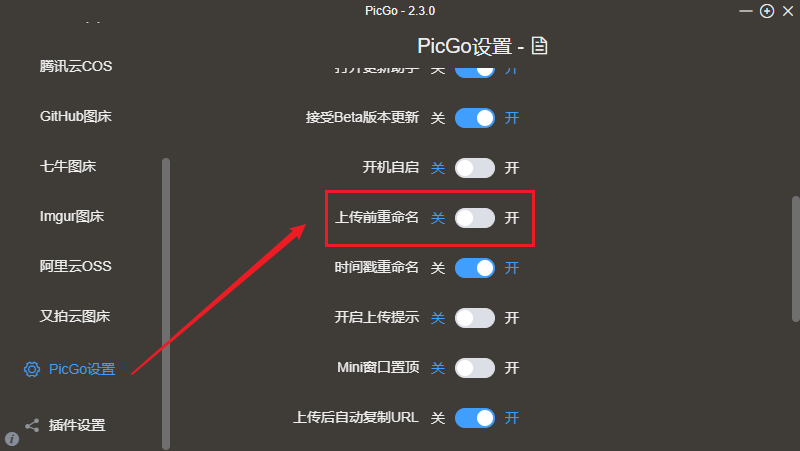 PicGo - 2.3.0
PicGo设置 -
腾讯云COS
GitHub图床
七牛图床
Imgur图床
阿里云OSS
又拍云图床
PicGo设置
插件设置
打开更新助手 关 开
接受Beta版本更新 关 开
开机自启 关 开
上传前重命名 关 开
时间戳重命名 关 开
开启上传提示 关 开
Mini窗口置顶 关 开
上传后自动复制URL 关 开